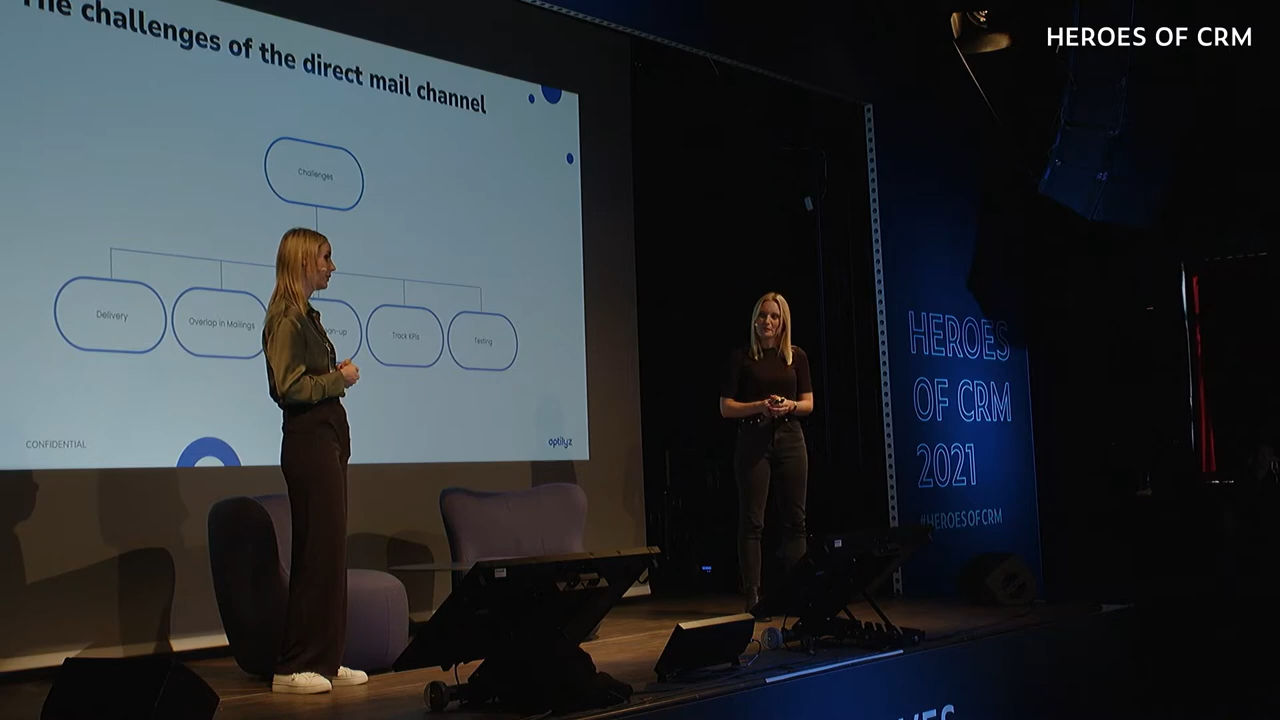 HEROES OF CRM
The challenges of the direct mail channel
Challenges
Delivery
Overlap in Mailings
Track KPIs
Testing
CONFIDENTIAL
optilyz
HEROES
OF CRM
2021
#HEROESOFCRM